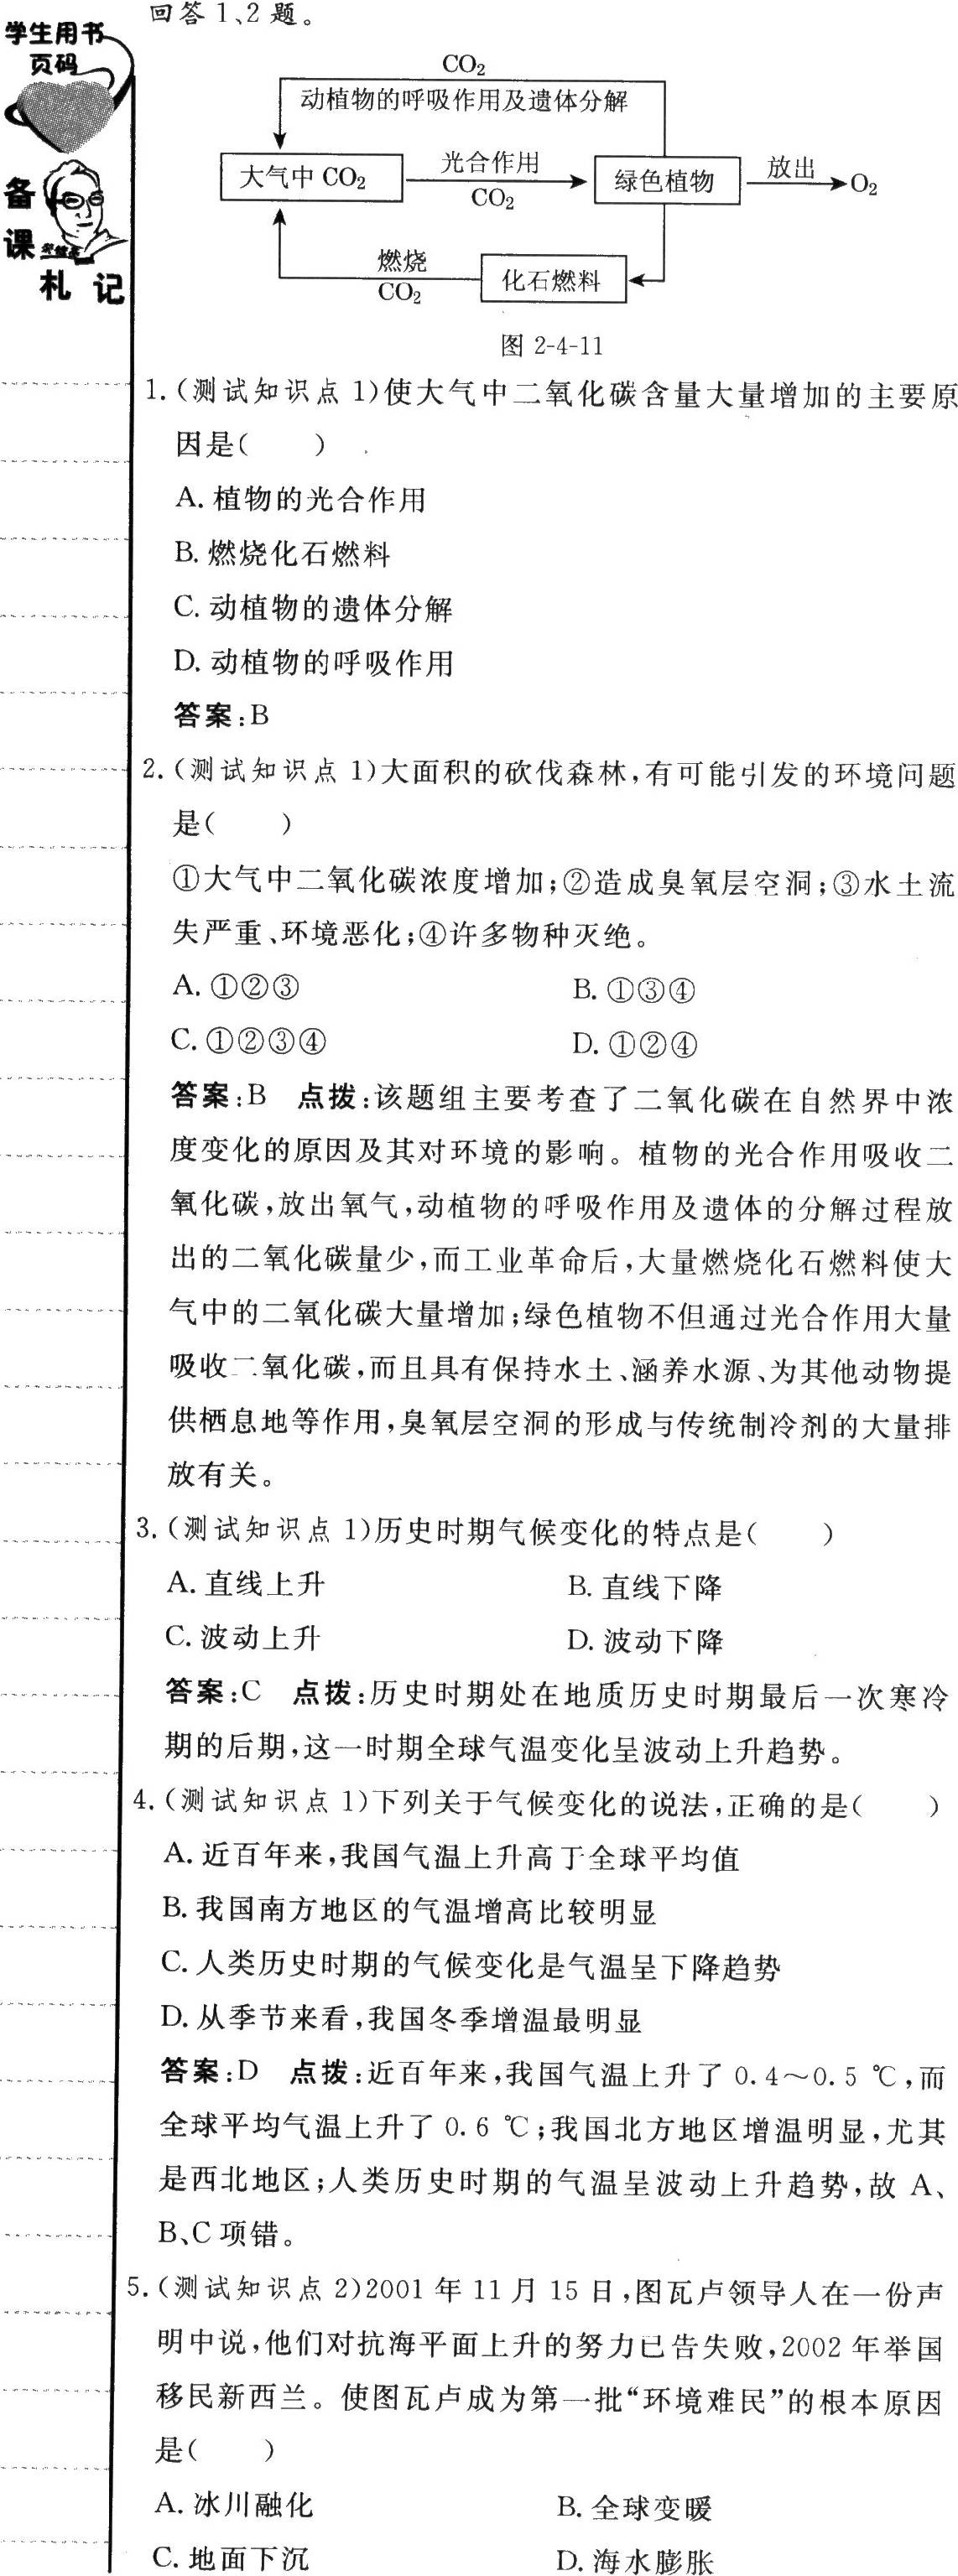 学生用书
页码
备
课
札 记
回答 1、2 题。
CO₂
动植物的呼吸作用及遗体分解
大气中 CO₂
光合作用
CO₂
绿色植物
放出
O₂
燃烧
CO₂
化石燃料
图 2-4-11
1.(测试知识点 1)使大气中二氧化碳含量大量增加的主要原
因是(  )
A. 植物的光合作用
B. 燃烧化石燃料
C. 动植物的遗体分解
D. 动植物的呼吸作用
答案:B
2.(测试知识点 1)大面积的砍伐森林,有可能引发的环境问题
是(  )
①大气中二氧化碳浓度增加;②造成臭氧层空洞;③水土流
失严重、环境恶化;④许多物种灭绝。
A. ①②③ B. ①③④
C. ①②③④ D. ①②④
答案:B 点拨:该题组主要考查了二氧化碳在自然界中浓
度变化的原因及其对环境的影响。植物的光合作用吸收二
氧化碳,放出氧气,动植物的呼吸作用及遗体的分解过程放
出的二氧化碳量少,而工业革命后,大量燃烧化石燃料使大
气中的二氧化碳大量增加;绿色植物不但通过光合作用大量
吸收二氧化碳,而且具有保持水土、涵养水源、为其他动物提
供栖息地等作用,臭氧层空洞的形成与传统制冷剂的大量排
放有关。
3.(测试知识点 1)历史时期气候变化的特点是(  )
A. 直线上升 B. 直线下降
C. 波动上升 D. 波动下降
答案:C 点拨:历史时期处在地质历史时期最后一次寒冷
期的后期,这一时期全球气温变化呈波动上升趋势。
4.(测试知识点 1)下列关于气候变化的说法,正确的是(  )
A. 近百年来,我国气温上升高于全球平均值
B. 我国南方地区的气温增高比较明显
C. 人类历史时期的气候变化是气温呈下降趋势
D. 从季节来看,我国冬季增温最明显
答案:D 点拨:近百年来,我国气温上升了 0.4~0.5 ℃,而
全球平均气温上升了 0.6 ℃;我国北方地区增温明显,尤其
是西北地区;人类历史时期的气温呈波动上升趋势,故 A、
B、C 项错。
5.(测试知识点 2)2001 年 11 月 15 日,图瓦卢领导人在一份声
明中说,他们对抗海平面上升的努力已告失败,2002 年举国
移民新西兰。使图瓦卢成为第一批“环境难民”的根本原因
是(  )
A. 冰川融化 B. 全球变暖
C. 地面下沉 D. 海水膨胀